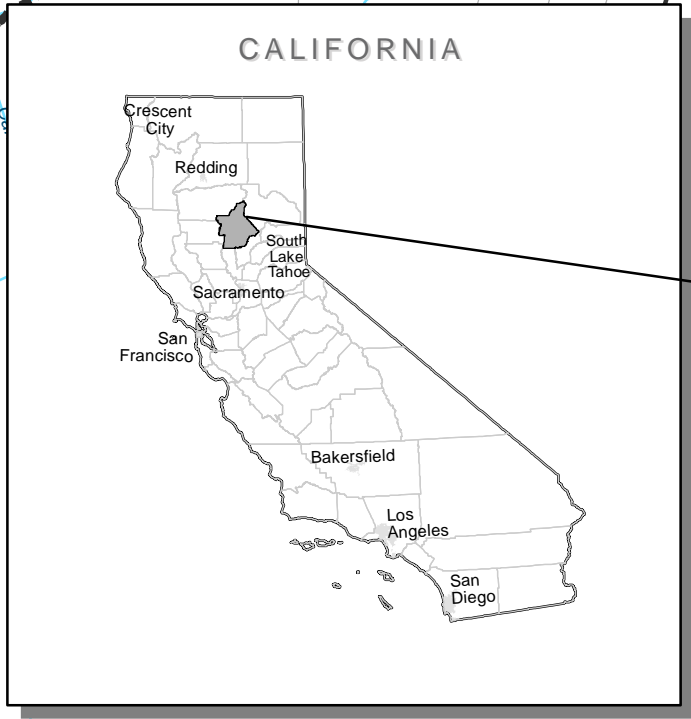 CALIFORNIA
Crescent
City
Redding
South
Lake
Tahoe
Sacramento
San
Francisco
Bakersfield
Los
Angeles
San
Diego